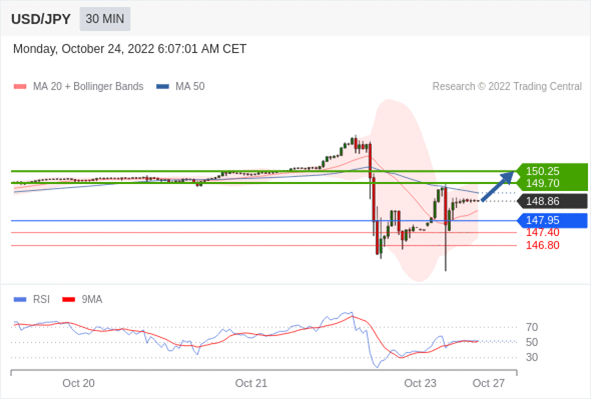 USD/JPY 30 MIN
Monday, October 24, 2022 6:07:01 AM CET
MA 20 + Bollinger Bands MA 50 Research © 2022 Trading Central
150.25
149.70
148.86
147.95
147.40
146.80
RSI 9MA
70
50
30
Oct 20 Oct 21 Oct 23 Oct 27